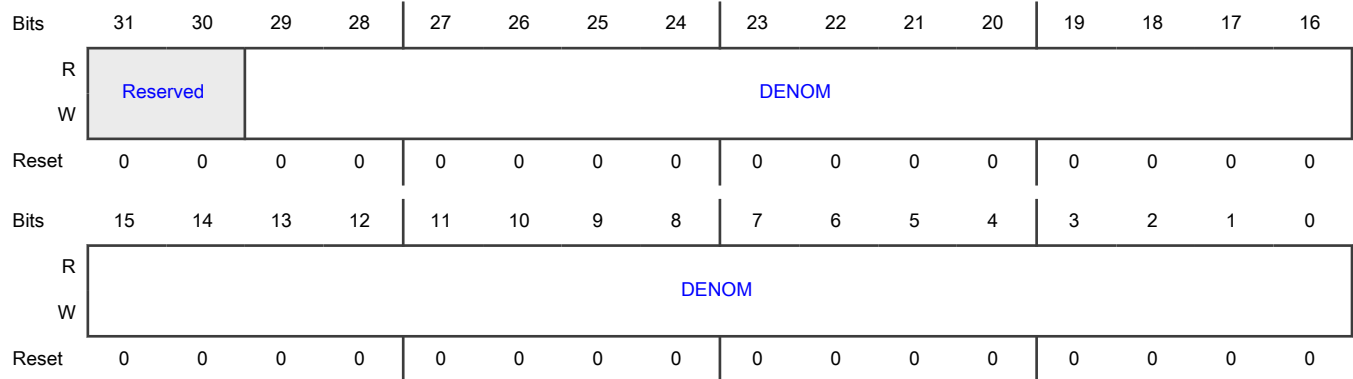 Bits 31 30 29 28 27 26 25 24 23 22 21 20 19 18 17 16
R
Reserved DENOM
W
Reset 0 0 0 0 0 0 0 0 0 0 0 0 0 0 0 0
Bits 15 14 13 12 11 10 9 8 7 6 5 4 3 2 1 0
R
DENOM
W
Reset 0 0 0 0 0 0 0 0 0 0 0 0 0 0 0 0